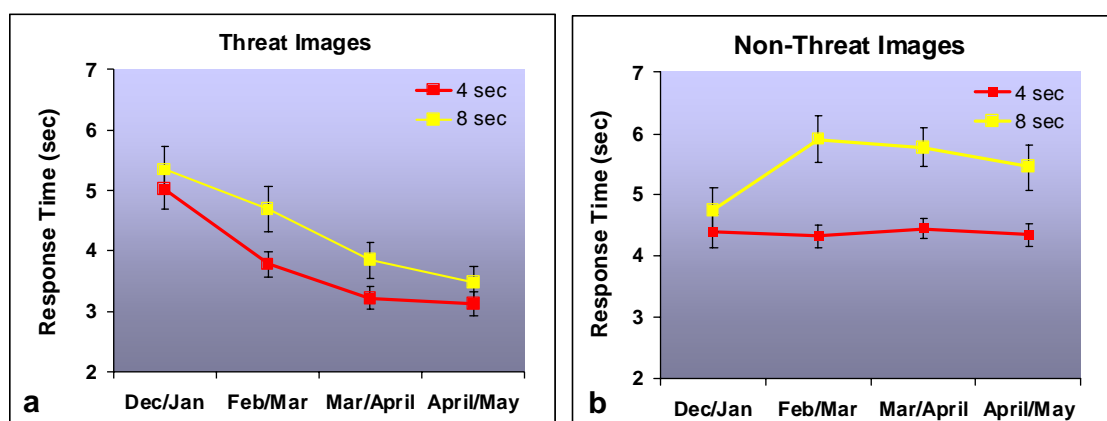 Threat Images
7
6
5
4
3
2
Response Time (sec)
4 sec
8 sec
Dec/Jan Feb/Mar Mar/April April/May
a
Non-Threat Images
7
6
5
4
3
2
Response Time (sec)
4 sec
8 sec
Dec/Jan Feb/Mar Mar/April April/May
b